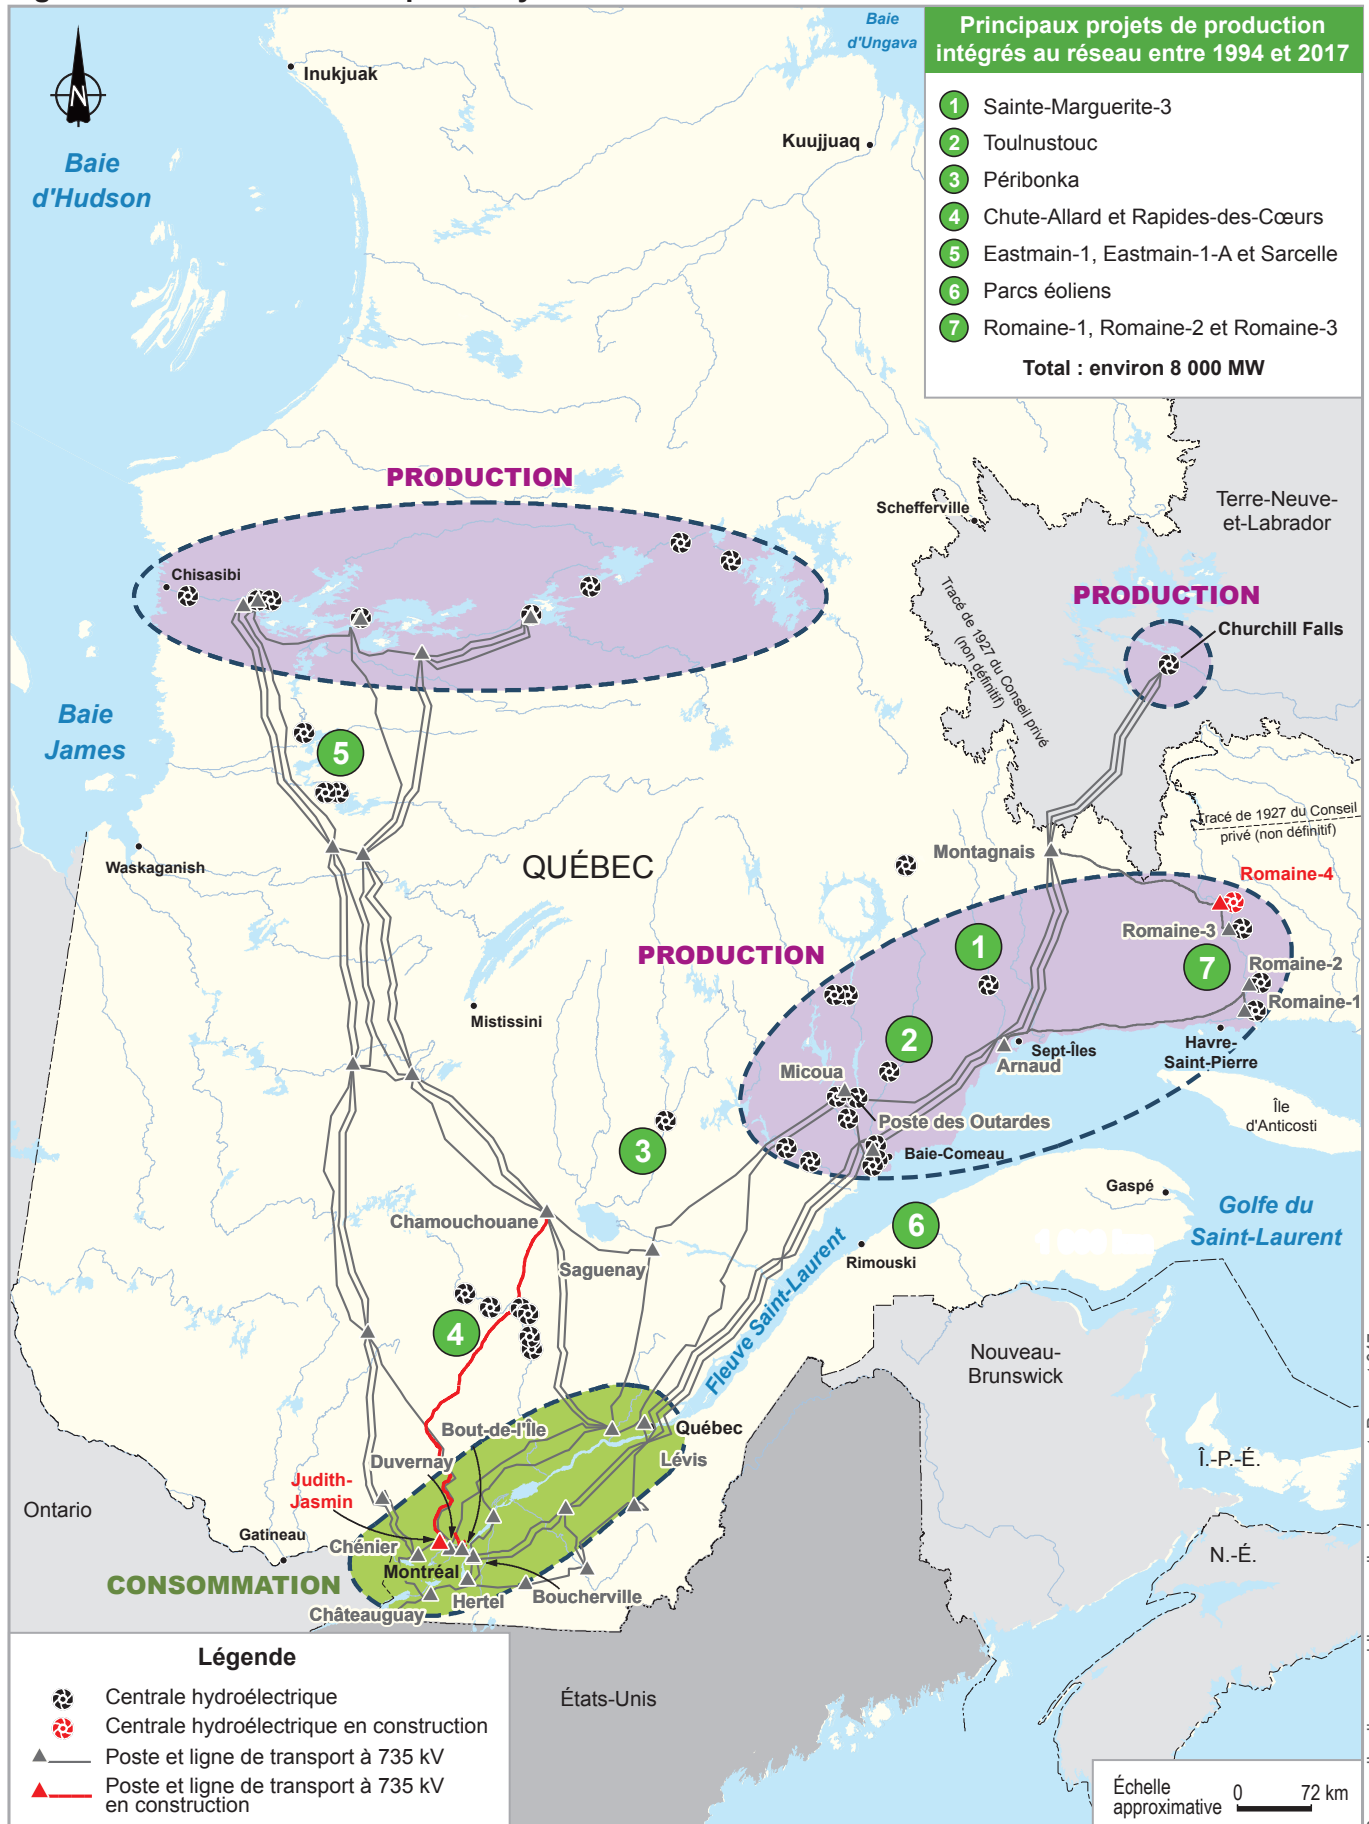 Baie
d'Ungava
Principaux projets de production
intégrés au réseau entre 1994 et 2017
1 Sainte-Marguerite-3
2 Toulnustouc
3 Péribonka
4 Chute-Allard et Rapides-des-Cœurs
5 Eastmain-1, Eastmain-1-A et Sarcelle
6 Parcs éoliens
7 Romaine-1, Romaine-2 et Romaine-3
Total : environ 8 000 MW
N
Inukjuak
Kuujjuaq
Baie
d'Hudson
PRODUCTION
Schefferville
Terre-Neuve-
et-Labrador
Chisasibi
Tracé de 1927 du Conseil privé
(non définitif)
PRODUCTION
Churchill Falls
Baie
James
5
Tracé de 1927 du Conseil
privé (non définitif)
Waskaganish
QUÉBEC
Montagnais
Romaine-4
PRODUCTION
1
Romaine-3
7
Romaine-2
Romaine-1
Mistissini
2
Sept-Îles
Arnaud
Havre-
Saint-Pierre
Micoua
Poste des Outardes
Île
d'Anticosti
3
Baie-Comeau
Gaspé
Golfe du
Saint-Laurent
Chamouchouane
6
Rimouski
Saguenay
Fleuve Saint-Laurent
4
Nouveau-
Brunswick
Bout-de-l'Île
Québec
Duvernay
Lévis
Î.-P.-É.
Judith-
Jasmin
Ontario
Gatineau
Chénier
Montréal
N.-É.
CONSOMMATION
Châteauguay
Hertel
Boucherville
États-Unis
Légende
Centrale hydroélectrique
Centrale hydroélectrique en construction
Poste et ligne de transport à 735 kV
Poste et ligne de transport à 735 kV
en construction
Échelle
approximative
0 72 km